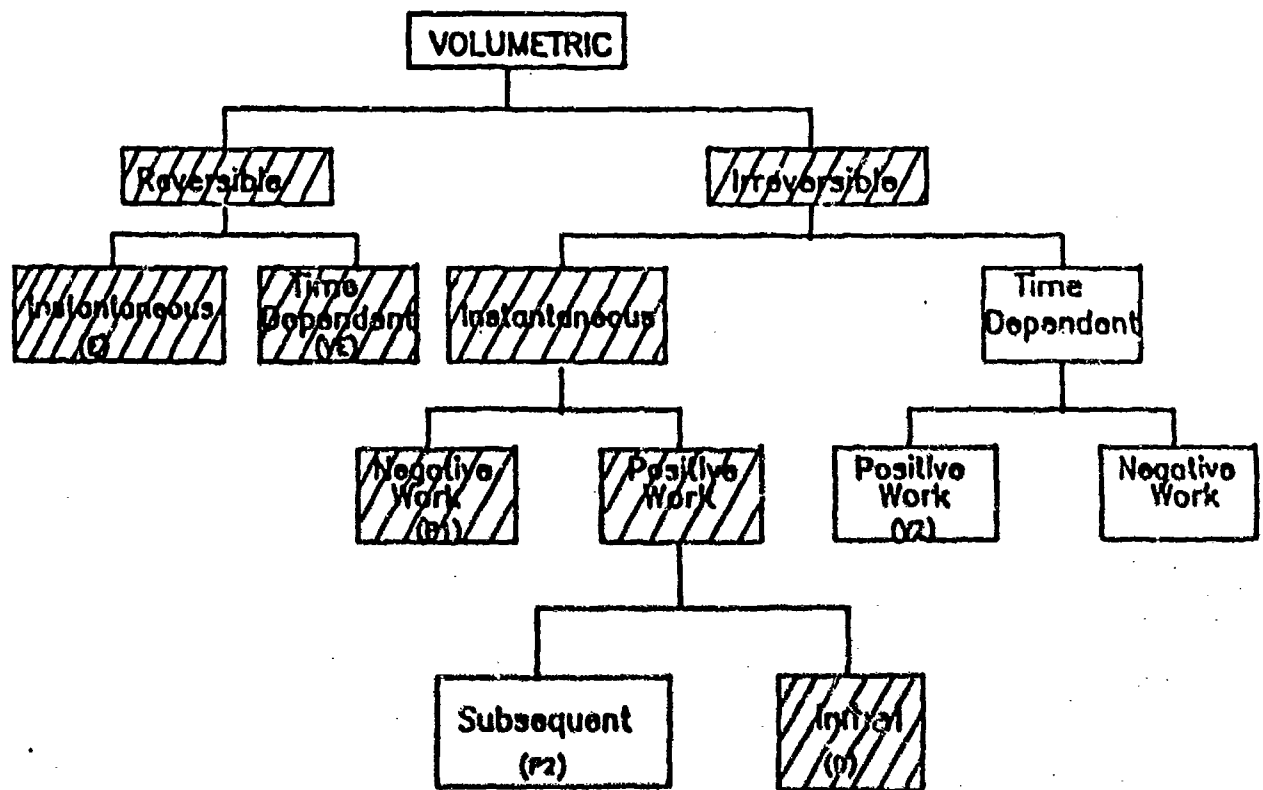 VOLUMETRIC
Reversible
Irreversible
Instantaneous
(E)
Time
Dependent
(VE)
Instantaneous
Time
Dependent
Negative
Work
(P1)
Positive
Work
Positive
Work
(V2)
Negative
Work
Subsequent
(P2)
Initial